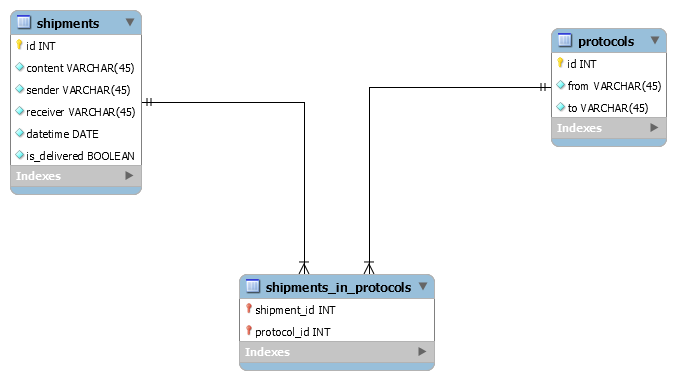 shipments
id INT
content VARCHAR(45)
sender VARCHAR(45)
receiver VARCHAR(45)
datetime DATE
is_delivered BOOLEAN
Indexes
protocols
id INT
from VARCHAR(45)
to VARCHAR(45)
Indexes
shipments_in_protocols
shipment_id INT
protocol_id INT
Indexes